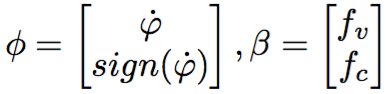 ϕ = [ φ̇ ; sign(φ̇) ] , β = [ f_v ; f_c ]